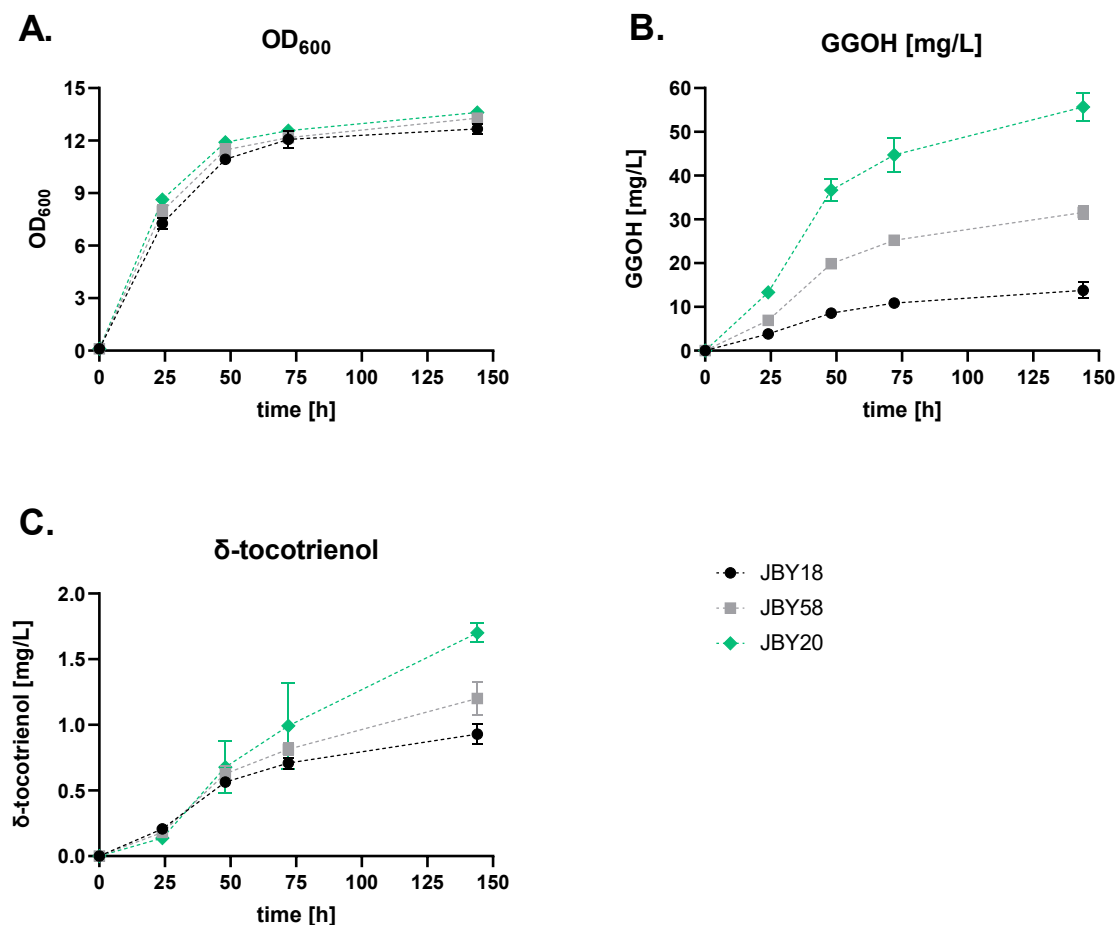 A.
OD600
15
12
9
6
3
0
OD600
0 25 50 75 100 125 150
time [h]
B.
GGOH [mg/L]
60
50
40
30
20
10
0
GGOH [mg/L]
0 25 50 75 100 125 150
time [h]
C.
δ-tocotrienol
2.0
1.5
1.0
0.5
0.0
δ-tocotrienol [mg/L]
0 25 50 75 100 125 150
time [h]
JBY18
JBY58
JBY20